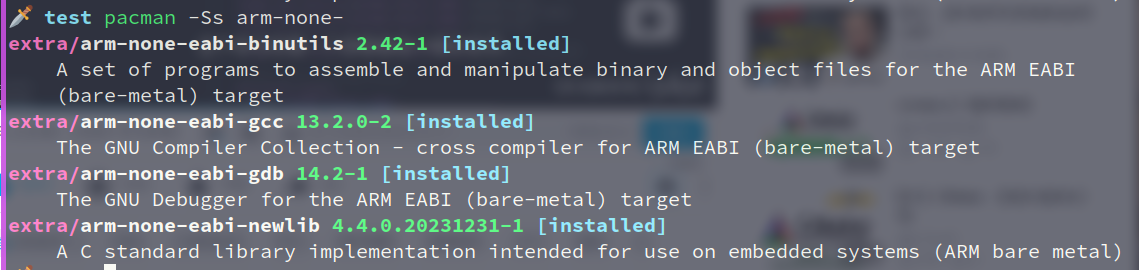 test pacman -Ss arm-none-
extra/arm-none-eabi-binutils 2.42-1 [installed]
A set of programs to assemble and manipulate binary and object files for the ARM EABI
(bare-metal) target
extra/arm-none-eabi-gcc 13.2.0-2 [installed]
The GNU Compiler Collection - cross compiler for ARM EABI (bare-metal) target
extra/arm-none-eabi-gdb 14.2-1 [installed]
The GNU Debugger for the ARM EABI (bare-metal) target
extra/arm-none-eabi-newlib 4.4.0.20231231-1 [installed]
A C standard library implementation intended for use on embedded systems (ARM bare metal)